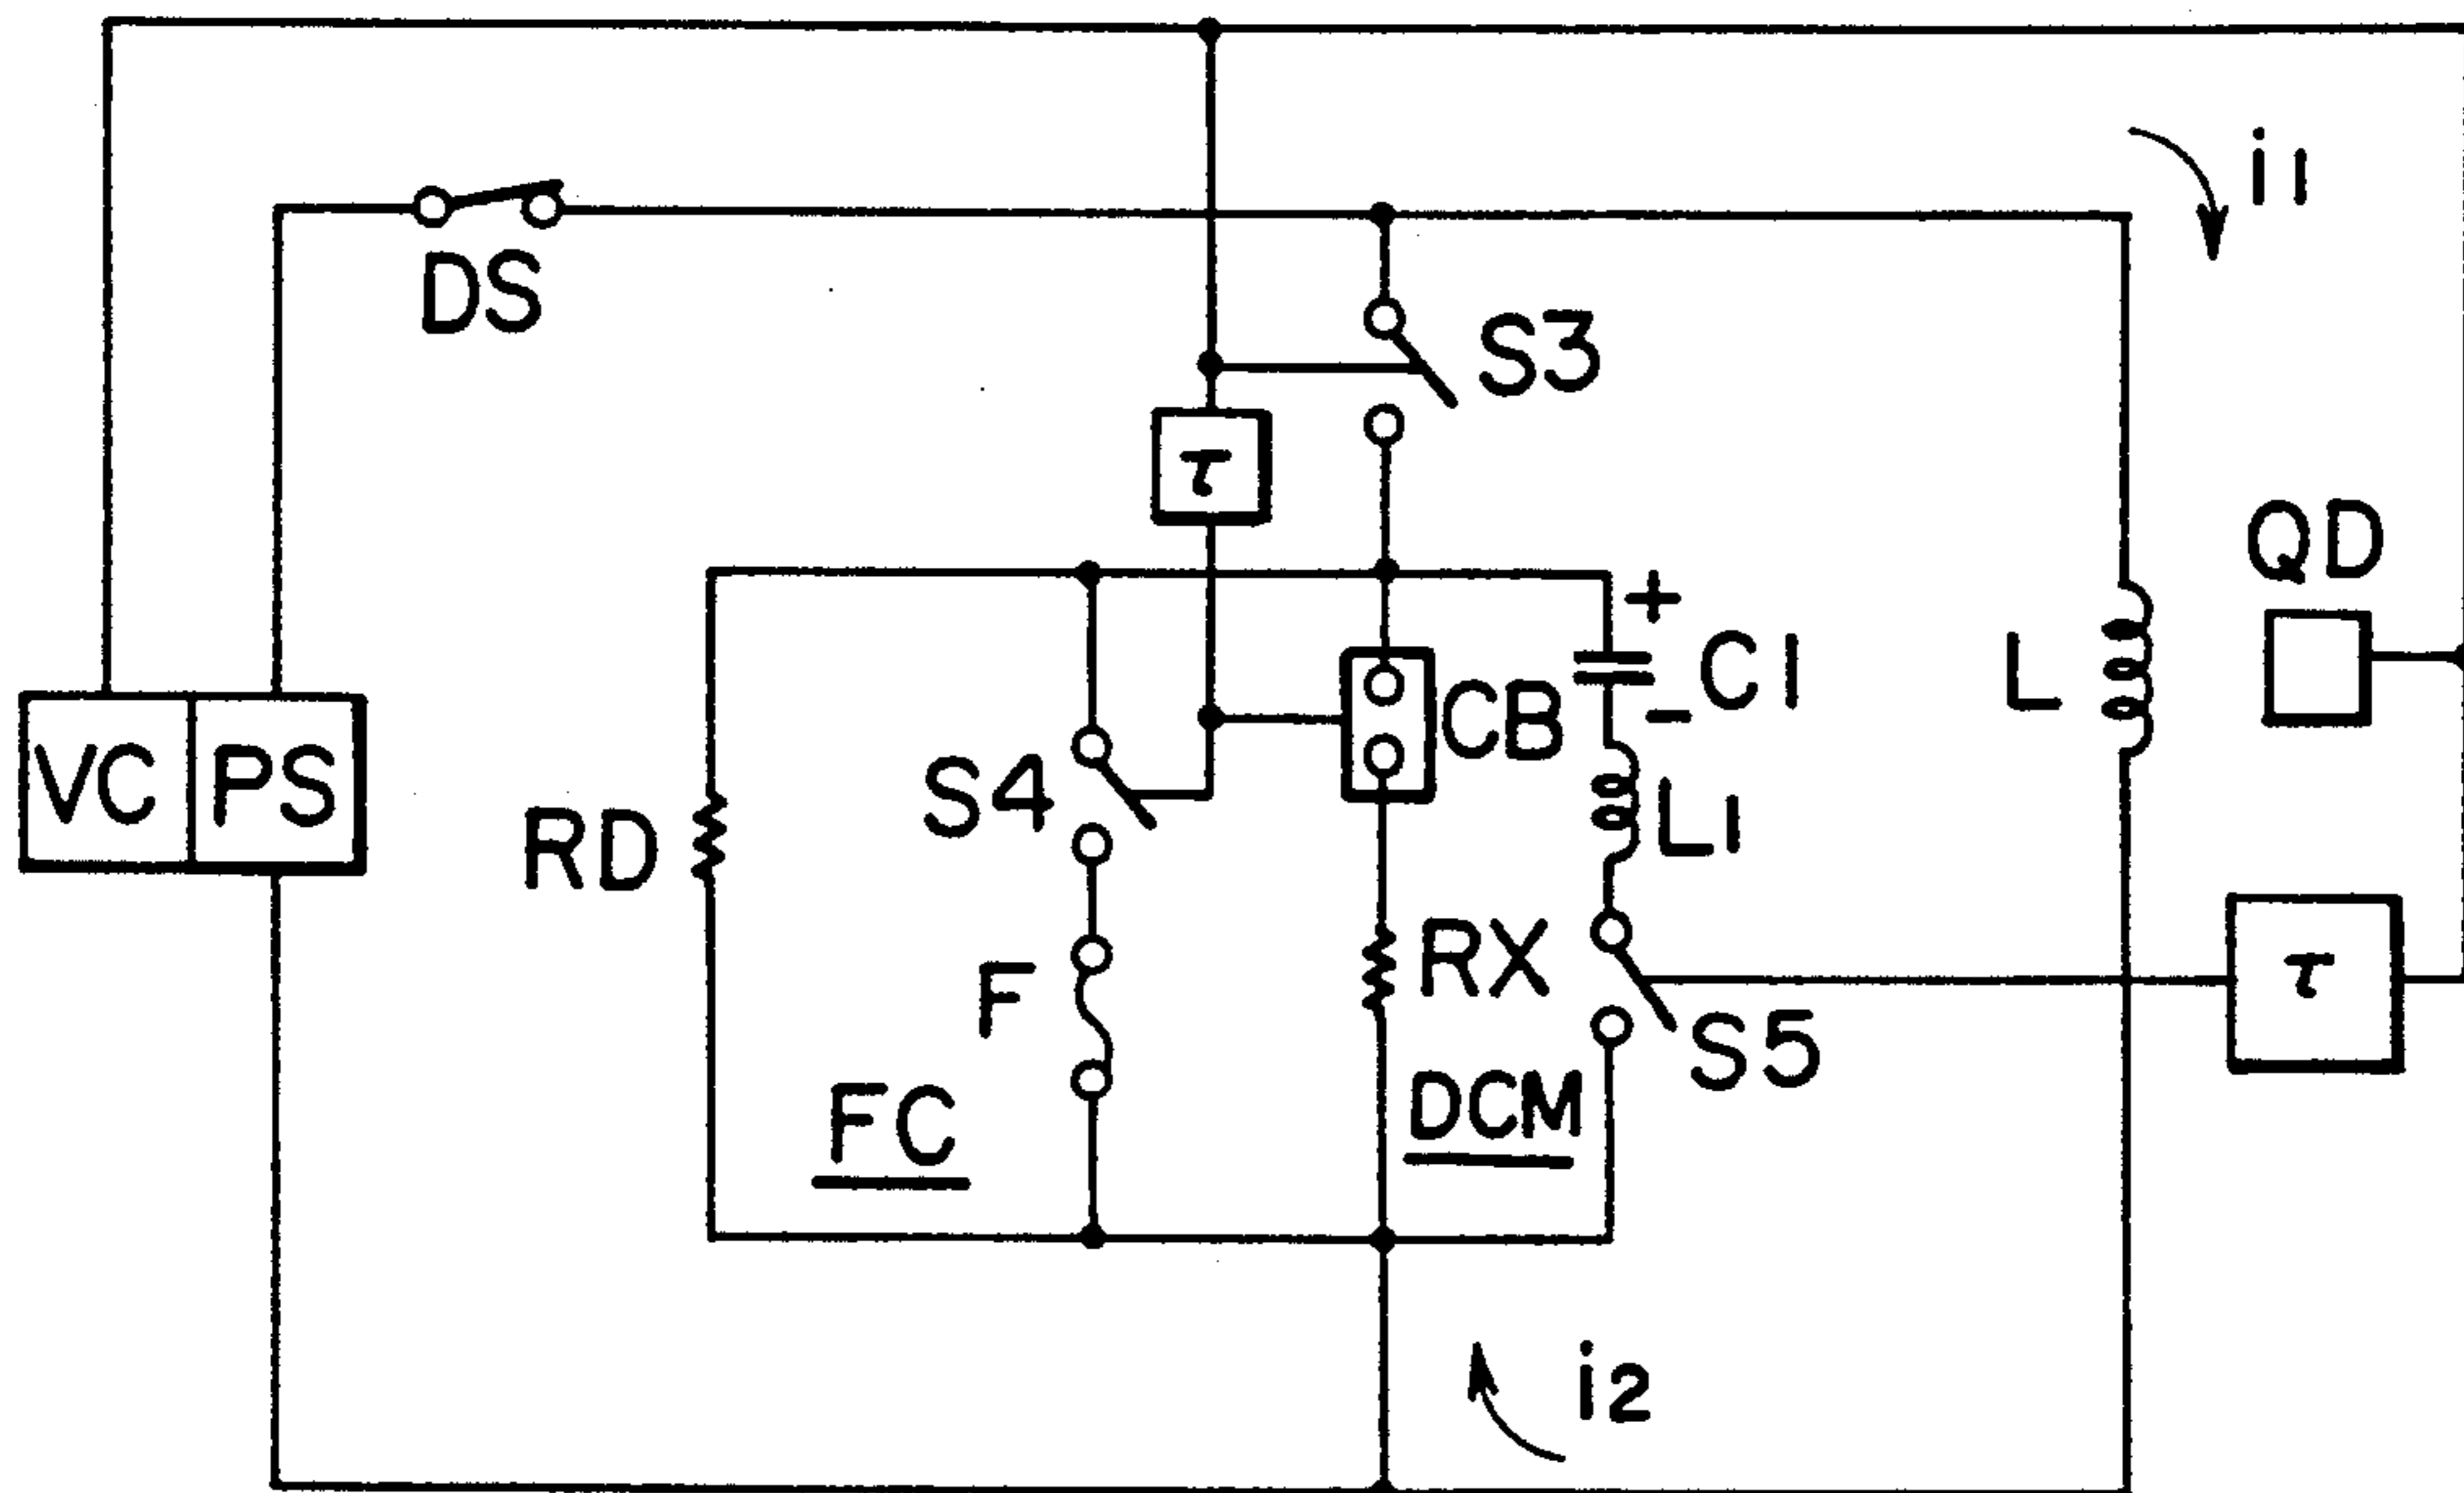 i1
DS
S3
τ
QD
+
C1
L
-
CB
VC
PS
S4
L1
RD
RX
τ
F
S5
FC
DCM
i2